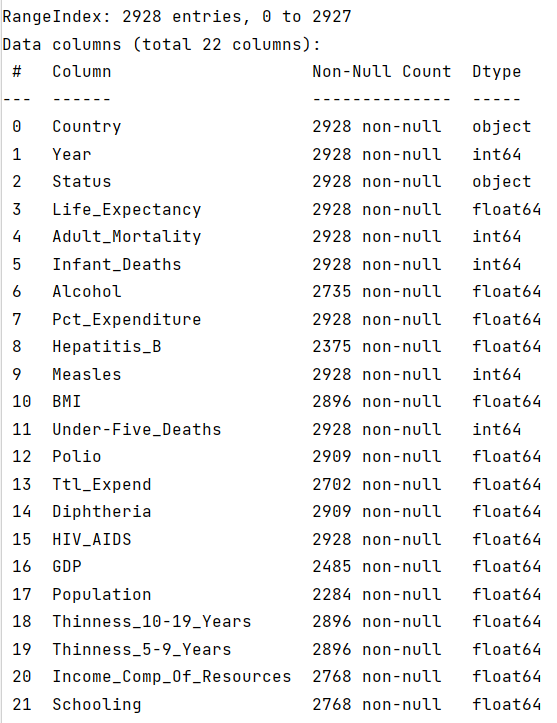 RangeIndex: 2928 entries, 0 to 2927
Data columns (total 22 columns):
 #   Column                           Non-Null Count  Dtype
---  ------                           --------------  -----
 0   Country                          2928 non-null   object
 1   Year                             2928 non-null   int64
 2   Status                           2928 non-null   object
 3   Life_Expectancy                  2928 non-null   float64
 4   Adult_Mortality                  2928 non-null   int64
 5   Infant_Deaths                    2928 non-null   int64
 6   Alcohol                          2735 non-null   float64
 7   Pct_Expenditure                  2928 non-null   float64
 8   Hepatitis_B                      2375 non-null   float64
 9   Measles                          2928 non-null   int64
 10  BMI                              2896 non-null   float64
 11  Under-Five_Deaths                2928 non-null   int64
 12  Polio                            2909 non-null   float64
 13  Ttl_Expend                       2702 non-null   float64
 14  Diphtheria                       2909 non-null   float64
 15  HIV_AIDS                         2928 non-null   float64
 16  GDP                              2485 non-null   float64
 17  Population                       2284 non-null   float64
 18  Thinness_10-19_Years             2896 non-null   float64
 19  Thinness_5-9_Years               2896 non-null   float64
 20  Income_Comp_Of_Resources         2768 non-null   float64
 21  Schooling                        2768 non-null   float64